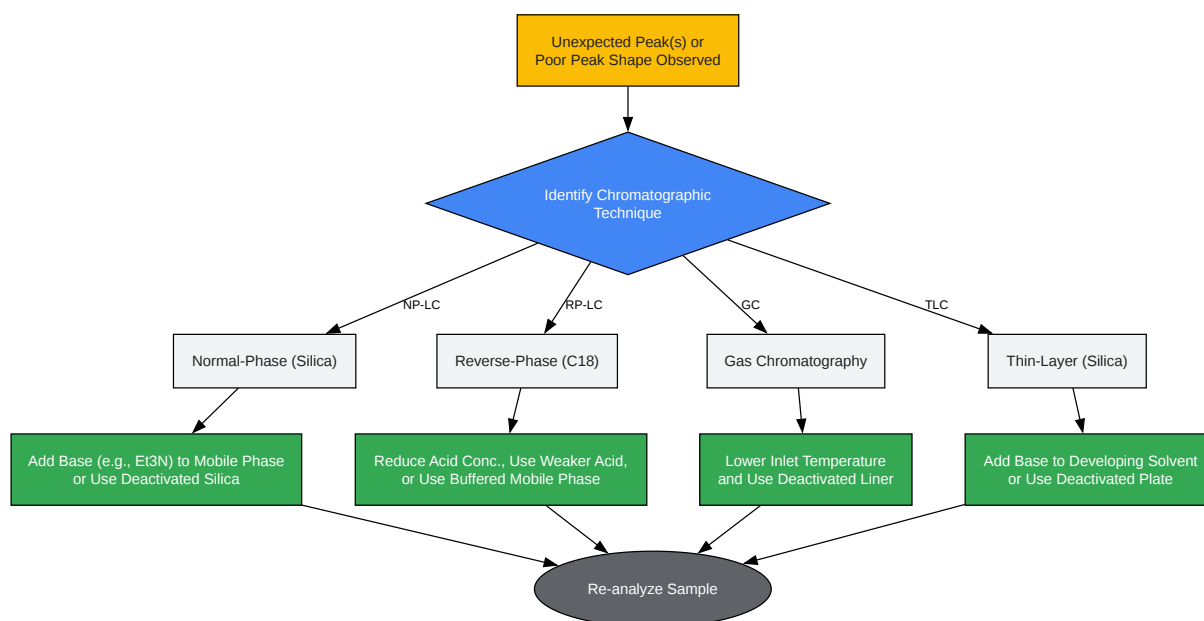 Unexpected Peak(s) or
Poor Peak Shape Observed
Identify Chromatographic
Technique
NP-LC
RP-LC
GC
TLC
Normal-Phase (Silica)
Reverse-Phase (C18)
Gas Chromatography
Thin-Layer (Silica)
Add Base (e.g., Et3N) to Mobile Phase
or Use Deactivated Silica
Reduce Acid Conc., Use Weaker Acid,
or Use Buffered Mobile Phase
Lower Inlet Temperature
and Use Deactivated Liner
Add Base to Developing Solvent
or Use Deactivated Plate
Re-analyze Sample